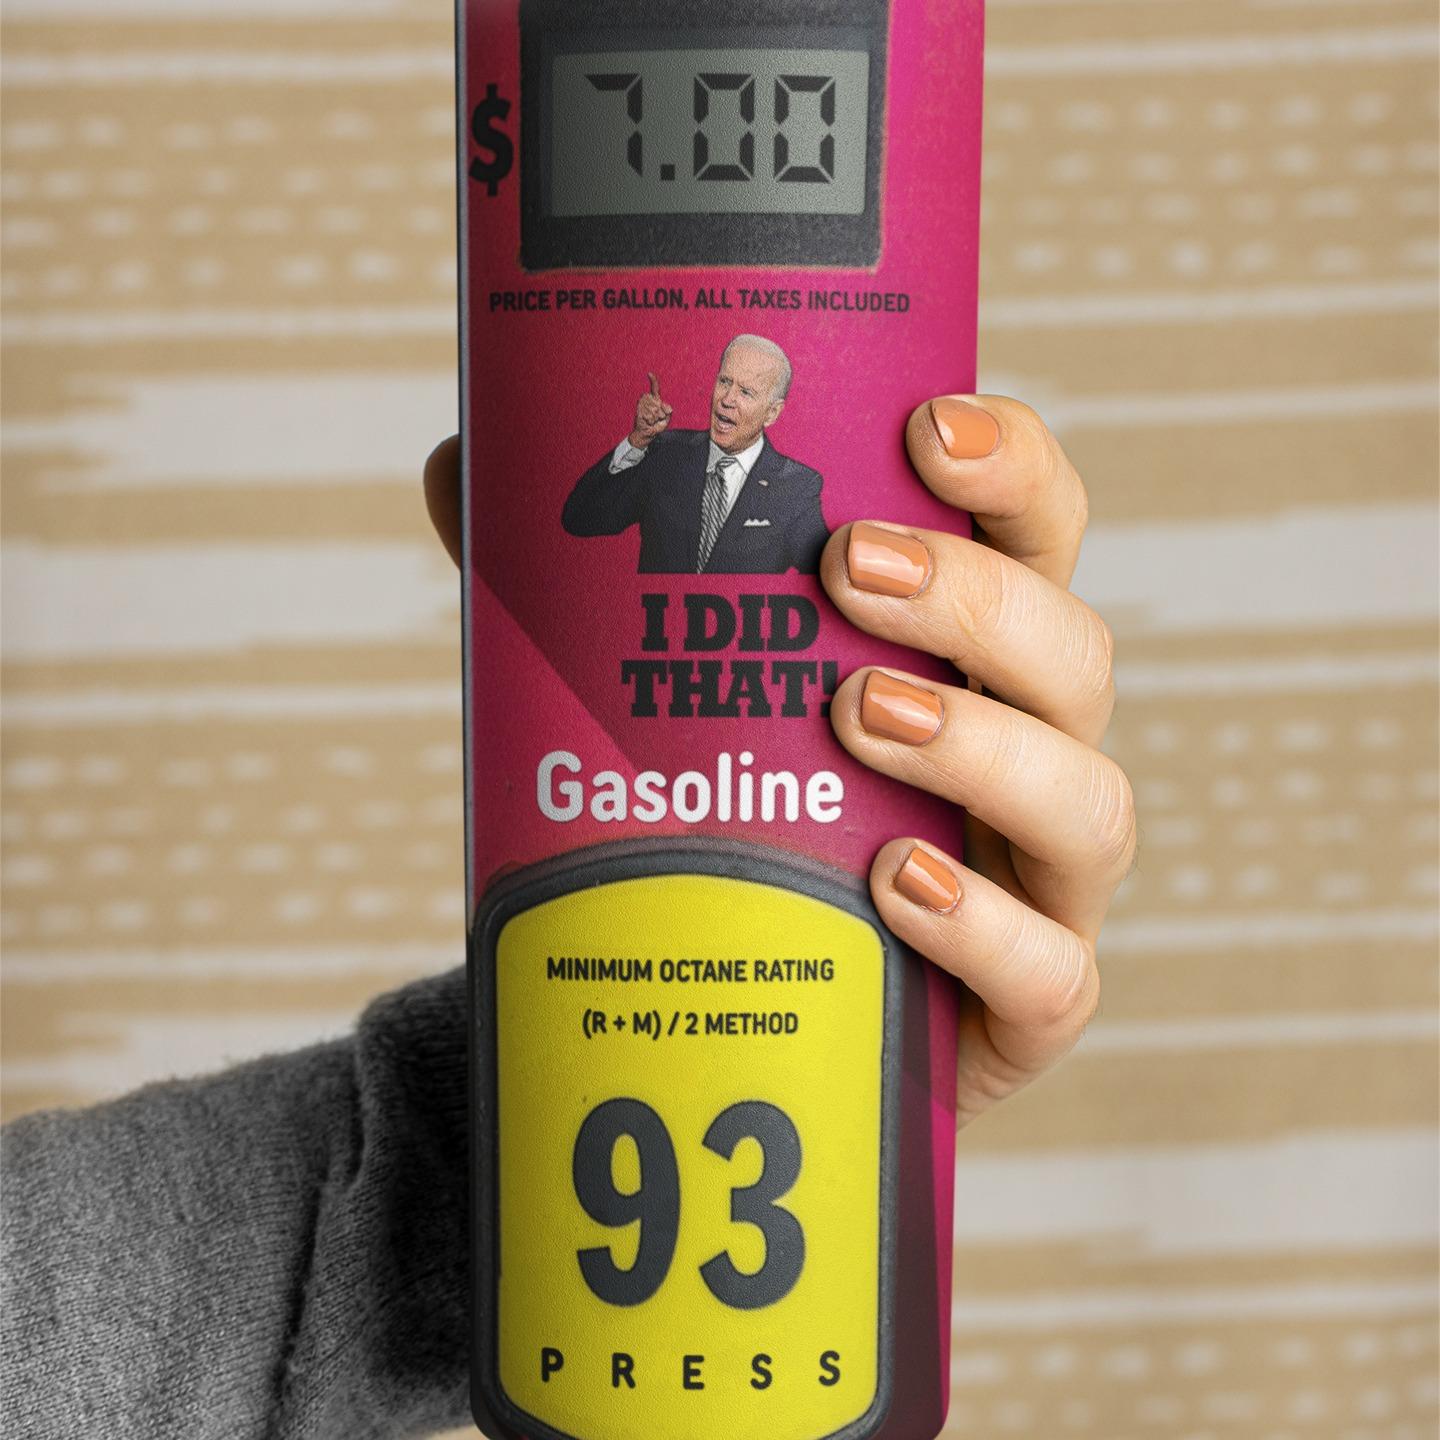 $ 7.00
PRICE PER GALLON, ALL TAXES INCLUDED
I DID
THAT!
Gasoline
MINIMUM OCTANE RATING
(R + M) / 2 METHOD
93
PRESS